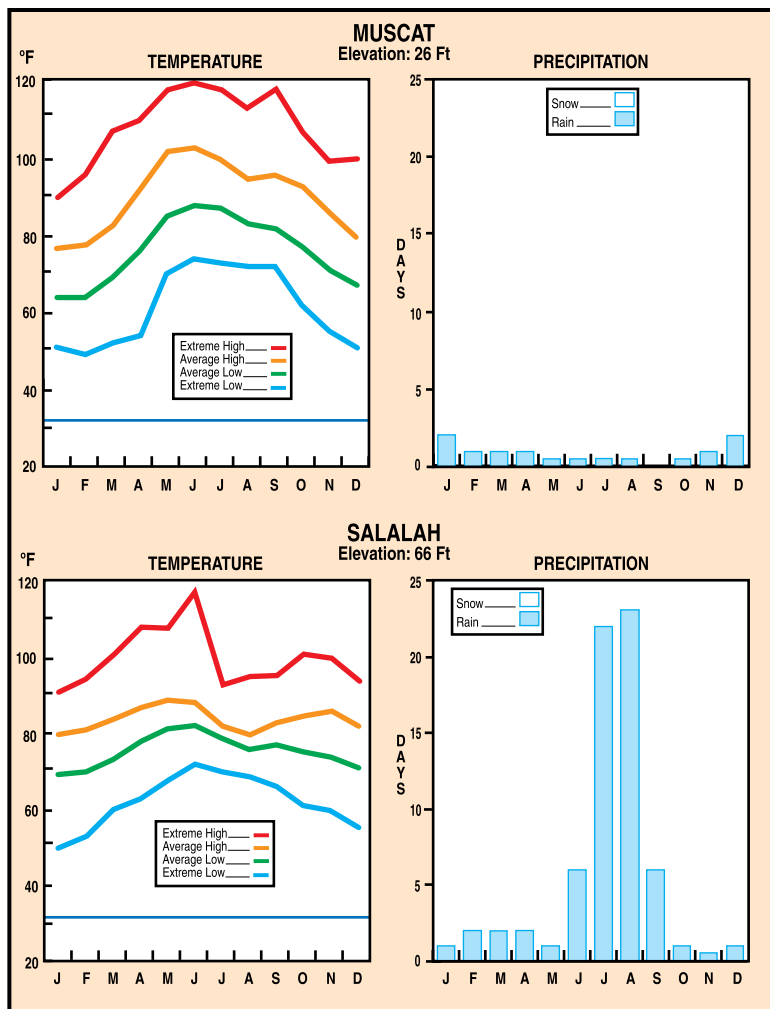 MUSCAT
Elevation: 26 Ft
°F
TEMPERATURE
PRECIPITATION
120
100
80
60
40
20
Extreme High
Average High
Average Low
Extreme Low
J F M A M J J A S O N D
25
20
15
10
5
0
DAYS
Snow
Rain
J F M A M J J A S O N D
SALALAH
Elevation: 66 Ft
°F
TEMPERATURE
PRECIPITATION
120
100
80
60
40
20
Extreme High
Average High
Average Low
Extreme Low
J F M A M J J A S O N D
25
20
15
10
5
0
DAYS
Snow
Rain
J F M A M J J A S O N D